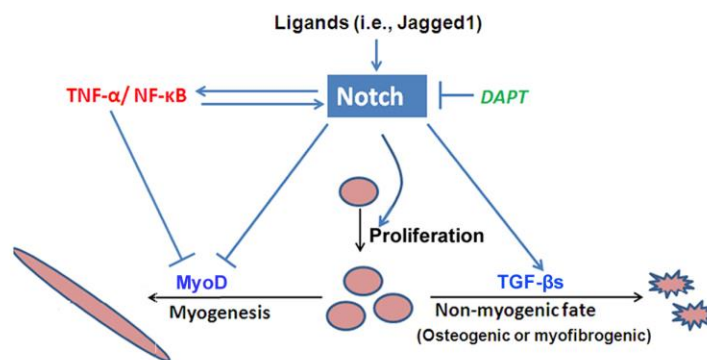 Ligands (i.e., Jagged1)
TNF-α/ NF-κB
Notch
DAPT
Proliferation
MyoD
TGF-βs
Myogenesis
Non-myogenic fate
(Osteogenic or myofibrogenic)